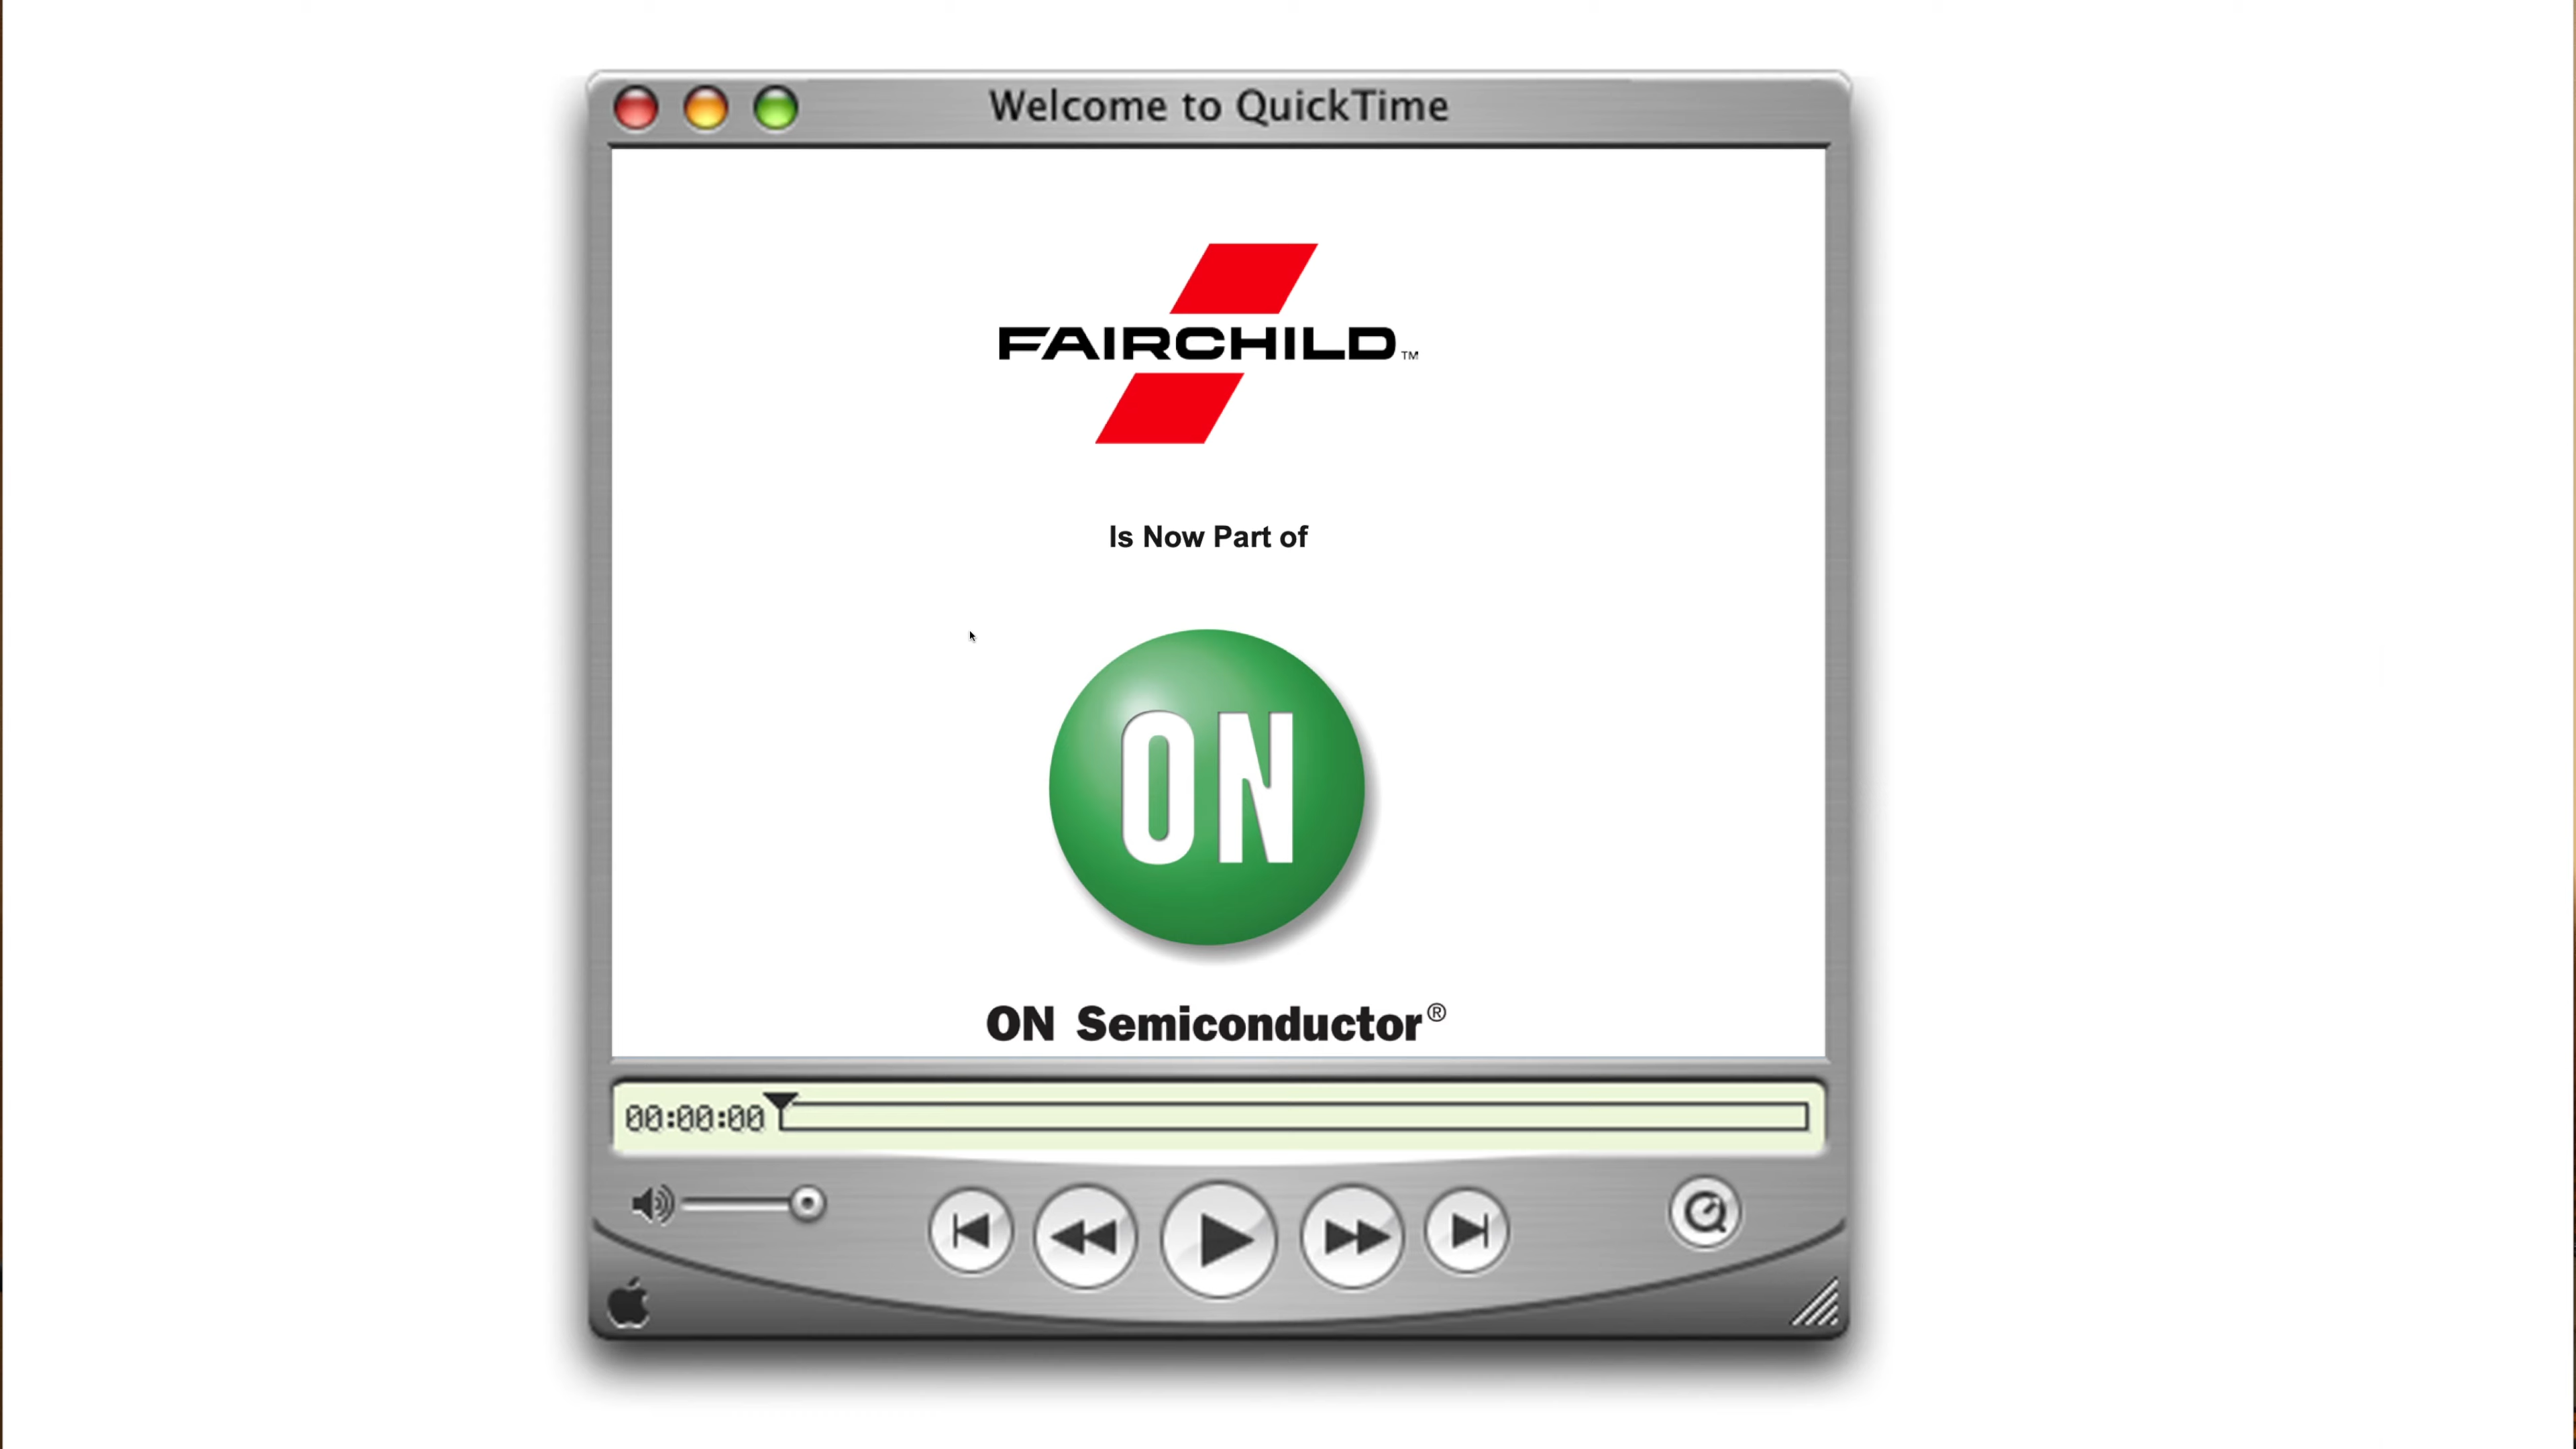 Welcome to QuickTime
FAIRCHILD™
Is Now Part of
ON
ON Semiconductor®
00:00:00